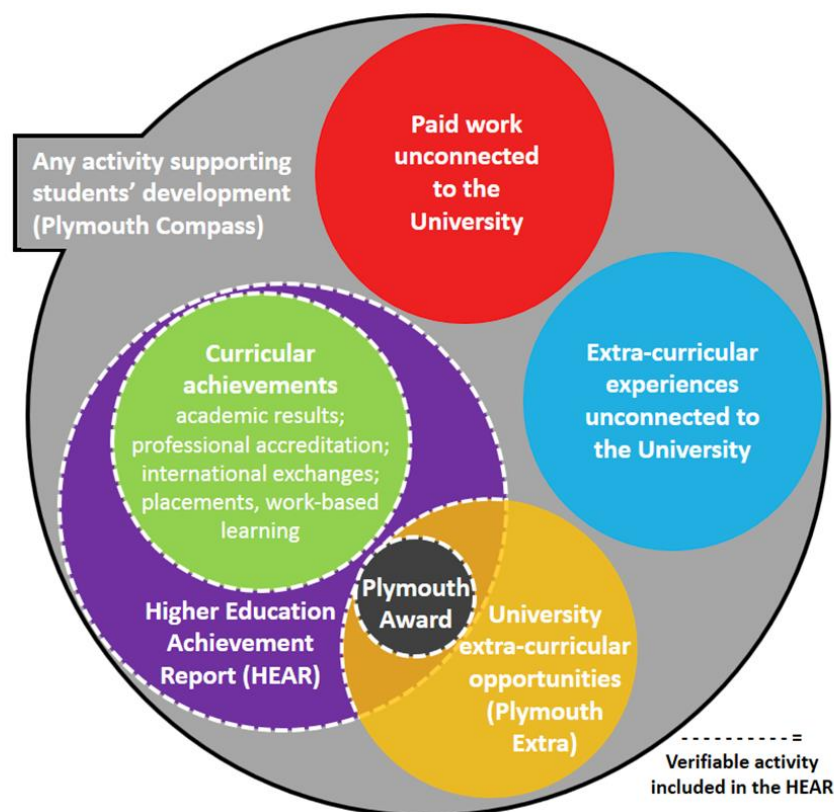 Paid work
unconnected
to the
University
Any activity supporting
students’ development
(Plymouth Compass)
Extra-curricular
experiences
unconnected to
the University
Curricular
achievements
academic results;
professional accreditation;
international exchanges;
placements, work-based
learning
Plymouth
Award
Higher Education
Achievement
Report (HEAR)
University
extra-curricular
opportunities
(Plymouth
Extra)
- - - - - - - - - - =
Verifiable activity
included in the HEAR